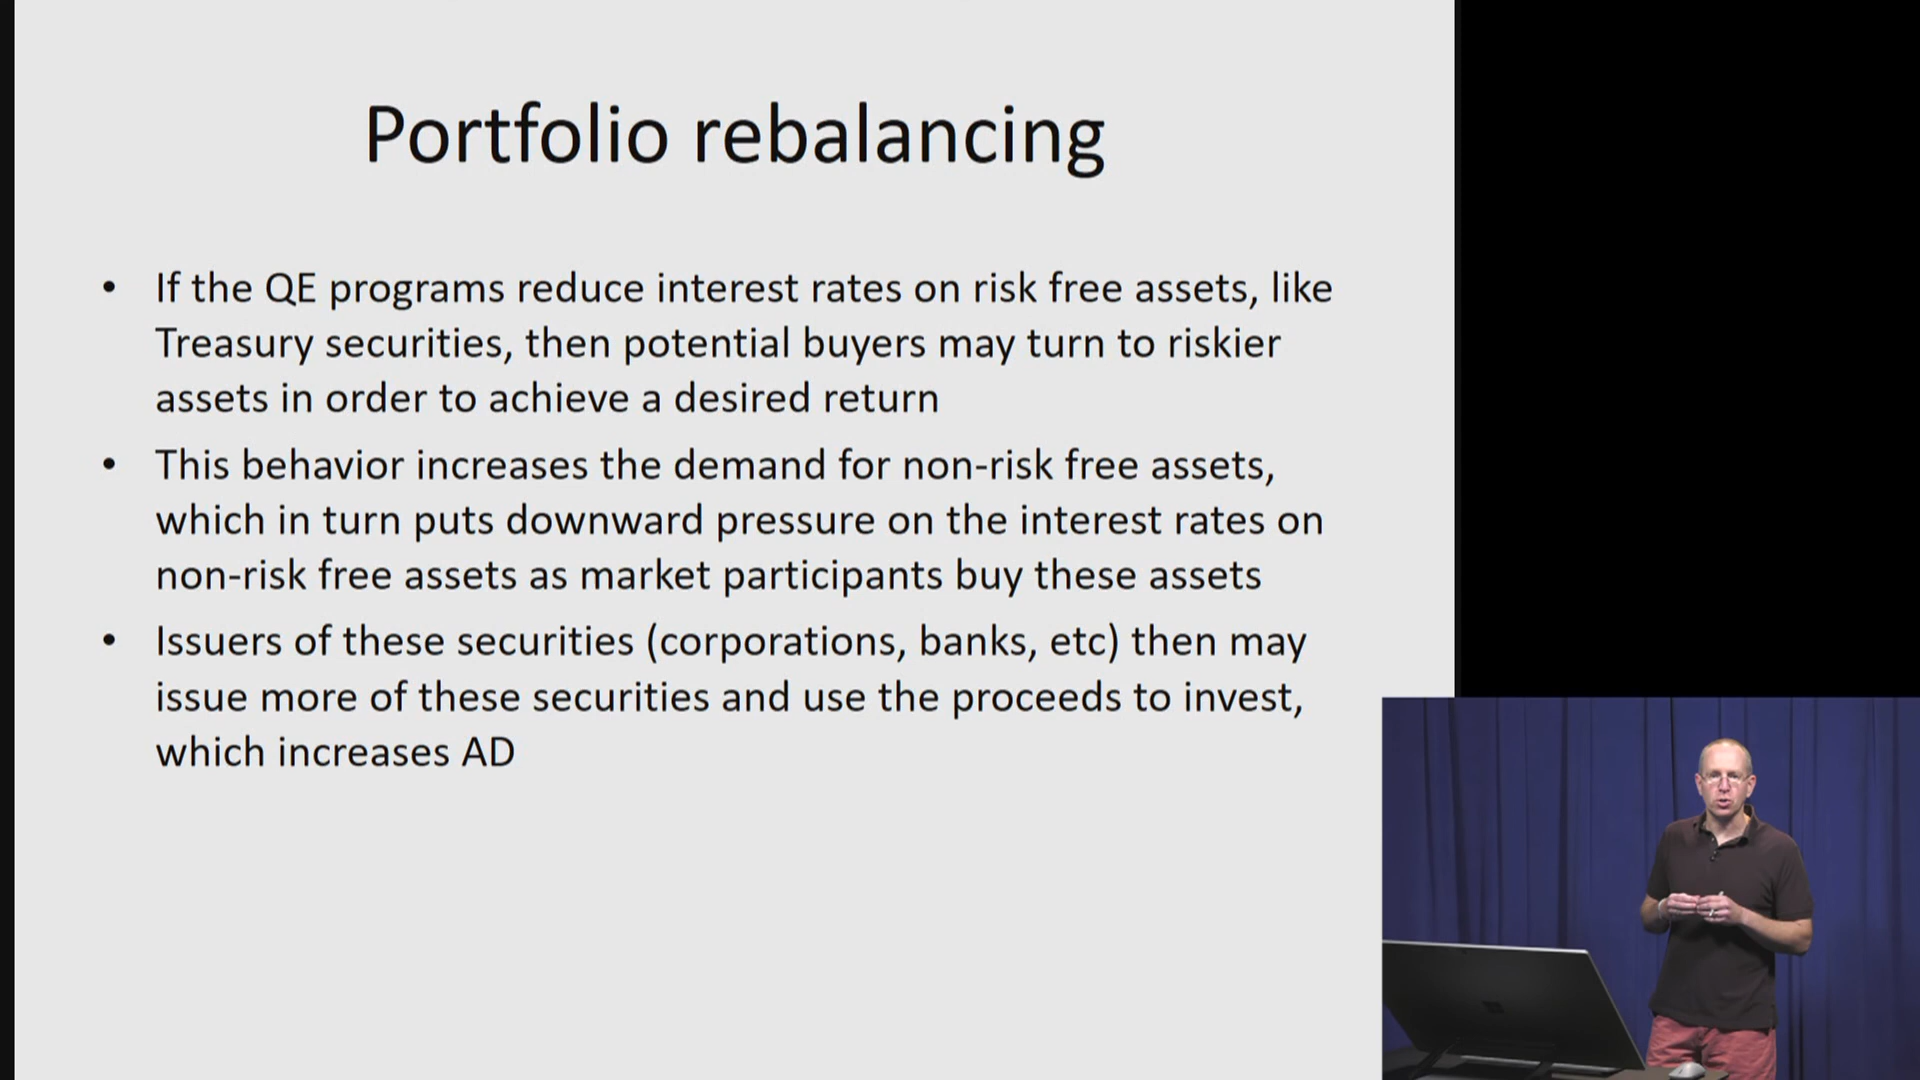 Portfolio rebalancing
• If the QE programs reduce interest rates on risk free assets, like
Treasury securities, then potential buyers may turn to riskier
assets in order to achieve a desired return
• This behavior increases the demand for non-risk free assets,
which in turn puts downward pressure on the interest rates on
non-risk free assets as market participants buy these assets
• Issuers of these securities (corporations, banks, etc) then may
issue more of these securities and use the proceeds to invest,
which increases AD